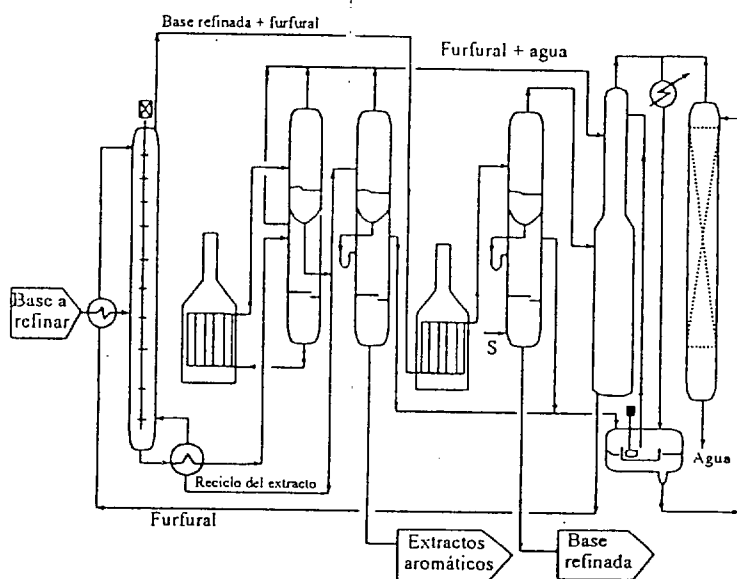 Base refinada + furfural
Furfural + agua
Base a
refinar
S
Agua
Reciclo del extracto
Furfural
Extractos
aromáticos
Base
refinada